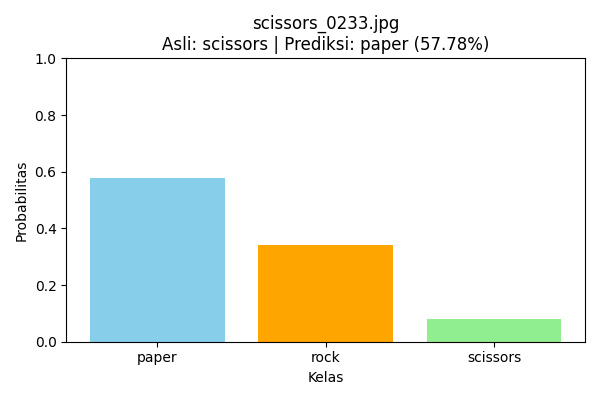 scissors_0233.jpg
Asli: scissors | Prediksi: paper (57.78%)
1.0
0.8
0.6
0.4
0.2
0.0
Probabilitas
paper rock scissors
Kelas